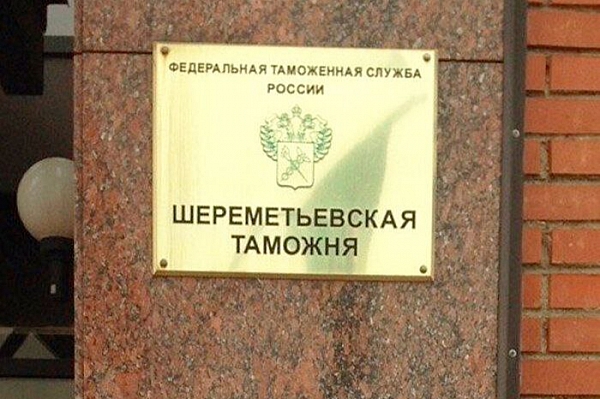 ФЕДЕРАЛЬНАЯ ТАМОЖЕННАЯ СЛУЖБА
РОССИИ
ШЕРЕМЕТЬЕВСКАЯ
ТАМОЖНЯ